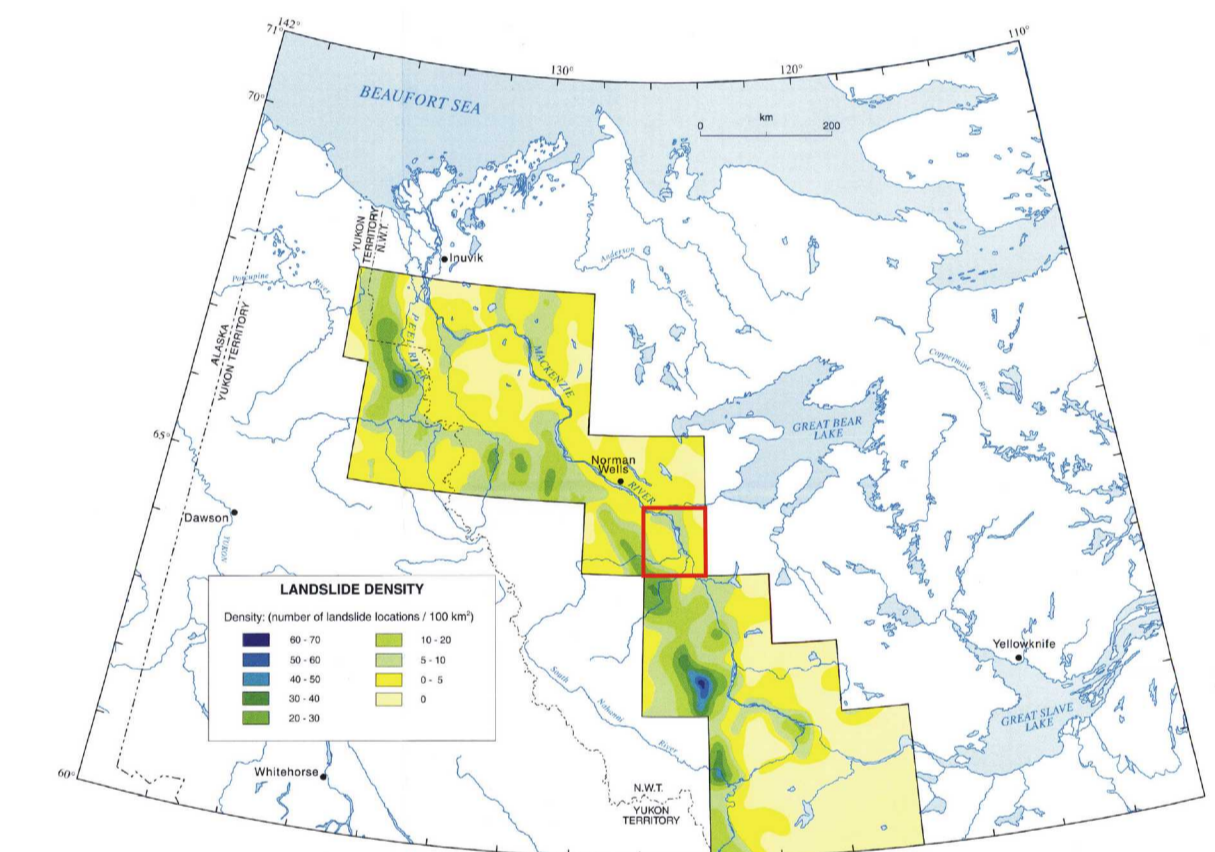 142°
71°
110°
130°
120°
70°
BEAUFORT SEA
km
0 200
YUKON
TERRITORY
N.W.T.
Inuvik
Anderson
River
Porcupine
River
PEEL RIVER
MACKENZIE
ALASKA
YUKON TERRITORY
Coppermine
River
GREAT BEAR
LAKE
65°
Norman
Wells
RIVER
Dawson
YUKON
LANDSLIDE DENSITY
Density: (number of landslide locations / 100 km²)
60 - 70 10 - 20
50 - 60 5 - 10
40 - 50 0 - 5
30 - 40 0
20 - 30
Yellowknife
South
Nahanni
River
GREAT SLAVE
LAKE
60°
Whitehorse
N.W.T.
YUKON
TERRITORY